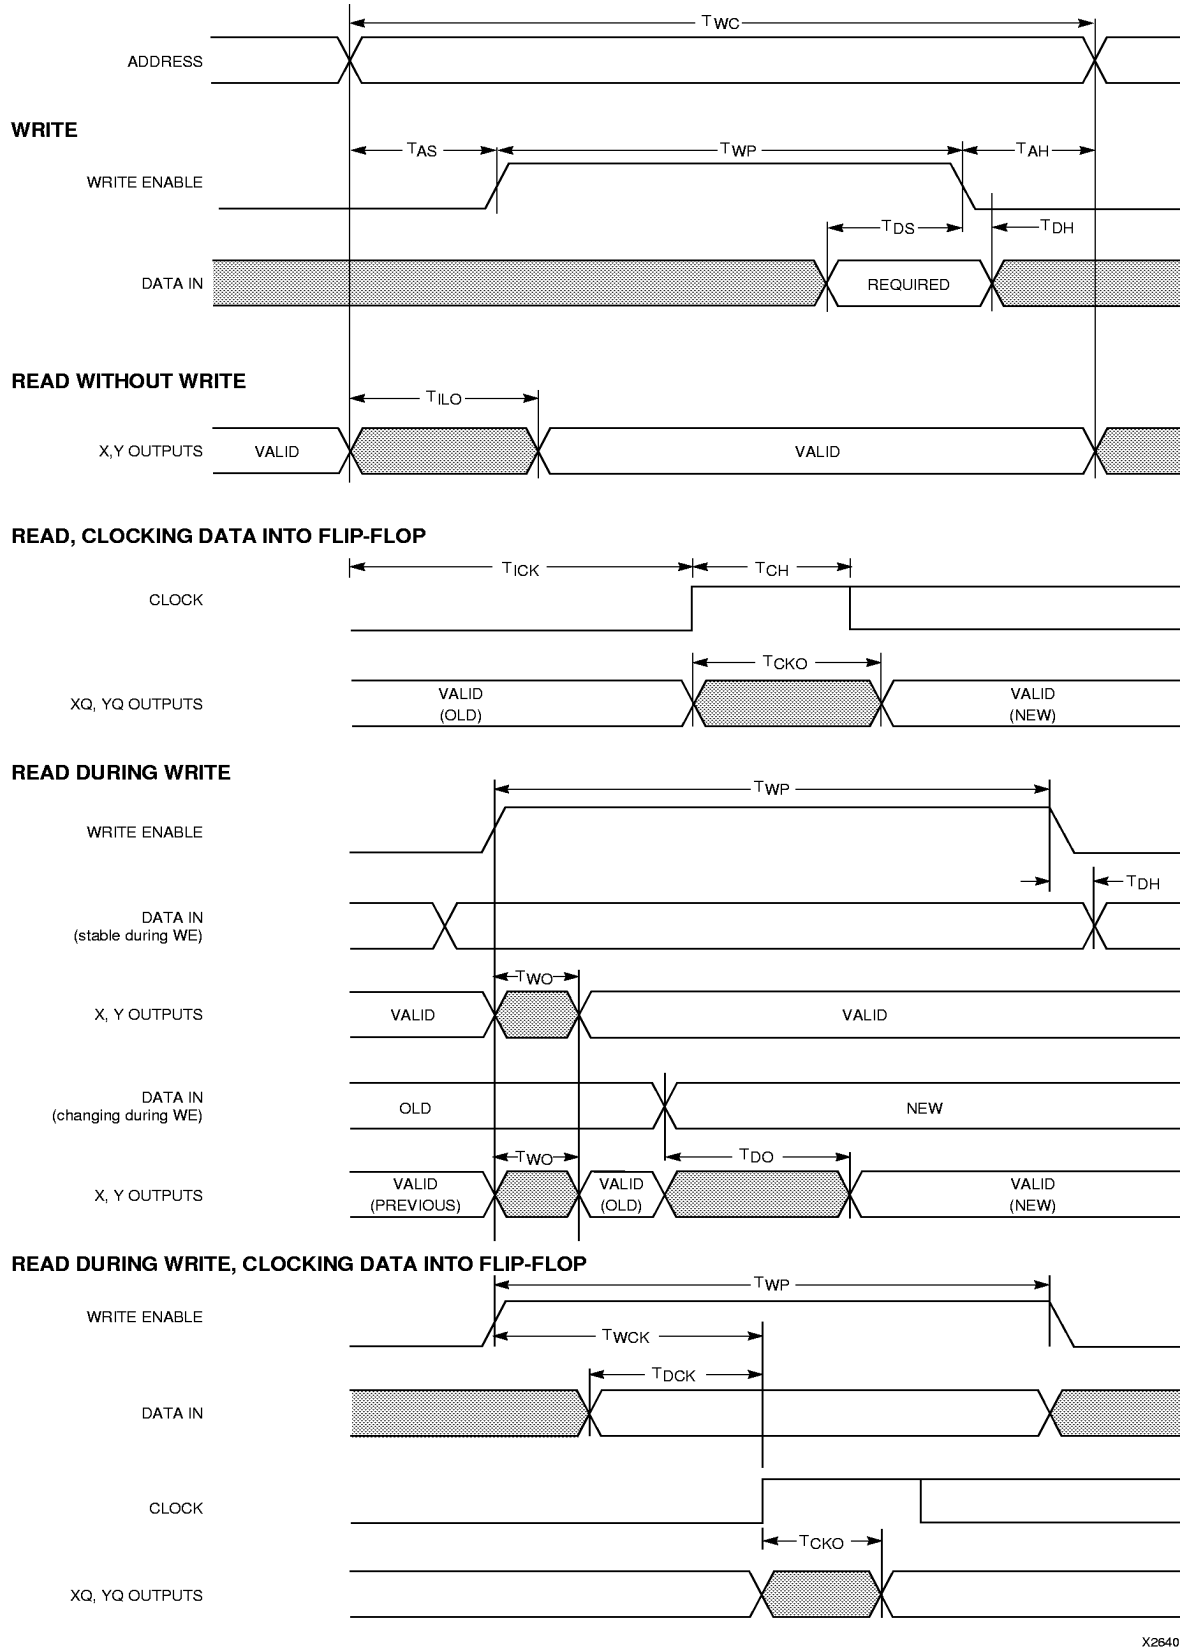 TWC
ADDRESS
WRITE
TAS TWP TAH
WRITE ENABLE
TDS TDH
DATA IN REQUIRED
READ WITHOUT WRITE
TILO
X,Y OUTPUTS VALID VALID
READ, CLOCKING DATA INTO FLIP-FLOP
TICK TCH
CLOCK
TCKO
XQ, YQ OUTPUTS
VALID
(OLD)
VALID
(NEW)
READ DURING WRITE
TWP
WRITE ENABLE
TDH
DATA IN
(stable during WE)
TWO
X, Y OUTPUTS VALID VALID
DATA IN
(changing during WE)
OLD NEW
TWO TDO
X, Y OUTPUTS
VALID
(PREVIOUS)
VALID
(OLD)
VALID
(NEW)
READ DURING WRITE, CLOCKING DATA INTO FLIP-FLOP
TWP
WRITE ENABLE
TWCK
TDCK
DATA IN
CLOCK
TCKO
XQ, YQ OUTPUTS
X2640